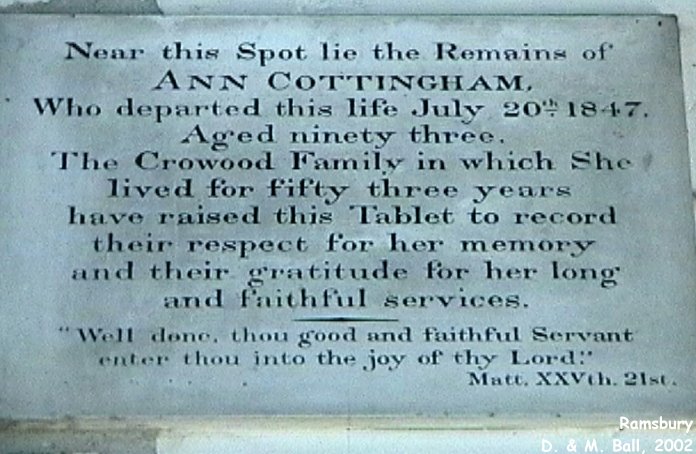 Near this Spot lie the Remains of
ANN COTTINGHAM.
Who departed this life July 20th 1847.
Aged ninety three.
The Crowood Family in which She
lived for fifty three years
have raised this Tablet to record
their respect for her memory
and their gratitude for her long
and faithful services.
"Well done, thou good and faithful Servant
enter thou into the joy of thy Lord!"
Matt. XXVth. 21st.
Ramsbury
D. & M. Ball, 2002